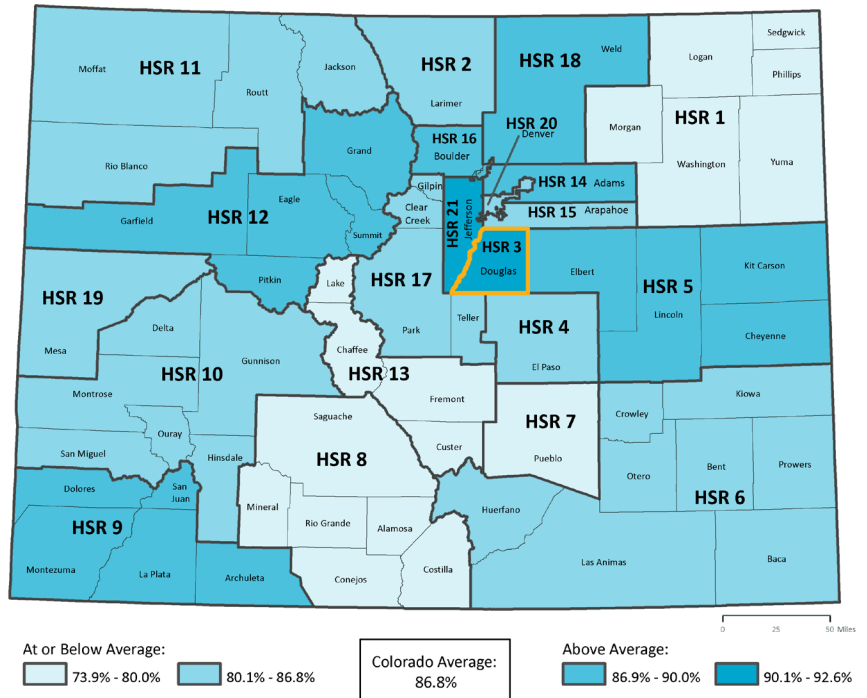 Sedgwick
Logan
Weld
HSR 18
HSR 2
Jackson
HSR 11
Moffat
Routt
Phillips
Larimer
HSR 1
Morgan
HSR 20
Denver
HSR 16
Boulder
Grand
Rio Blanco
Washington
Yuma
Gilpin
HSR 14 Adams
Eagle
Clear
Creek
HSR 21
Jefferson
HSR 15 Arapahoe
Garfield
HSR 12
Summit
HSR 3
Douglas
Elbert
Kit Carson
Pitkin
Lake
HSR 17
HSR 5
Lincoln
HSR 19
Delta
Park
Teller
HSR 4
Cheyenne
Mesa
Chaffee
Gunnison
HSR 10
HSR 13
El Paso
Montrose
Fremont
Kiowa
Saguache
Crowley
Ouray
HSR 7
San Miguel
Hinsdale
HSR 8
Custer
Pueblo
Bent
Prowers
Otero
HSR 6
Dolores
San
Juan
Mineral
Rio Grande
Alamosa
Huerfano
HSR 9
Las Animas
Baca
Montezuma
La Plata
Archuleta
Conejos
Costilla
0 25 50 Miles
At or Below Average:
73.9% - 80.0%
80.1% - 86.8%
Colorado Average:
86.8%
Above Average:
86.9% - 90.0%
90.1% - 92.6%